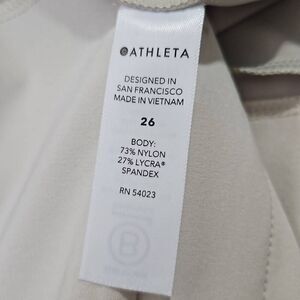 ATHLETA
DESIGNED IN
SAN FRANCISCO
MADE IN VIETNAM
26
BODY:
73% NYLON
27% LYCRA®
SPANDEX
RN 54023
B